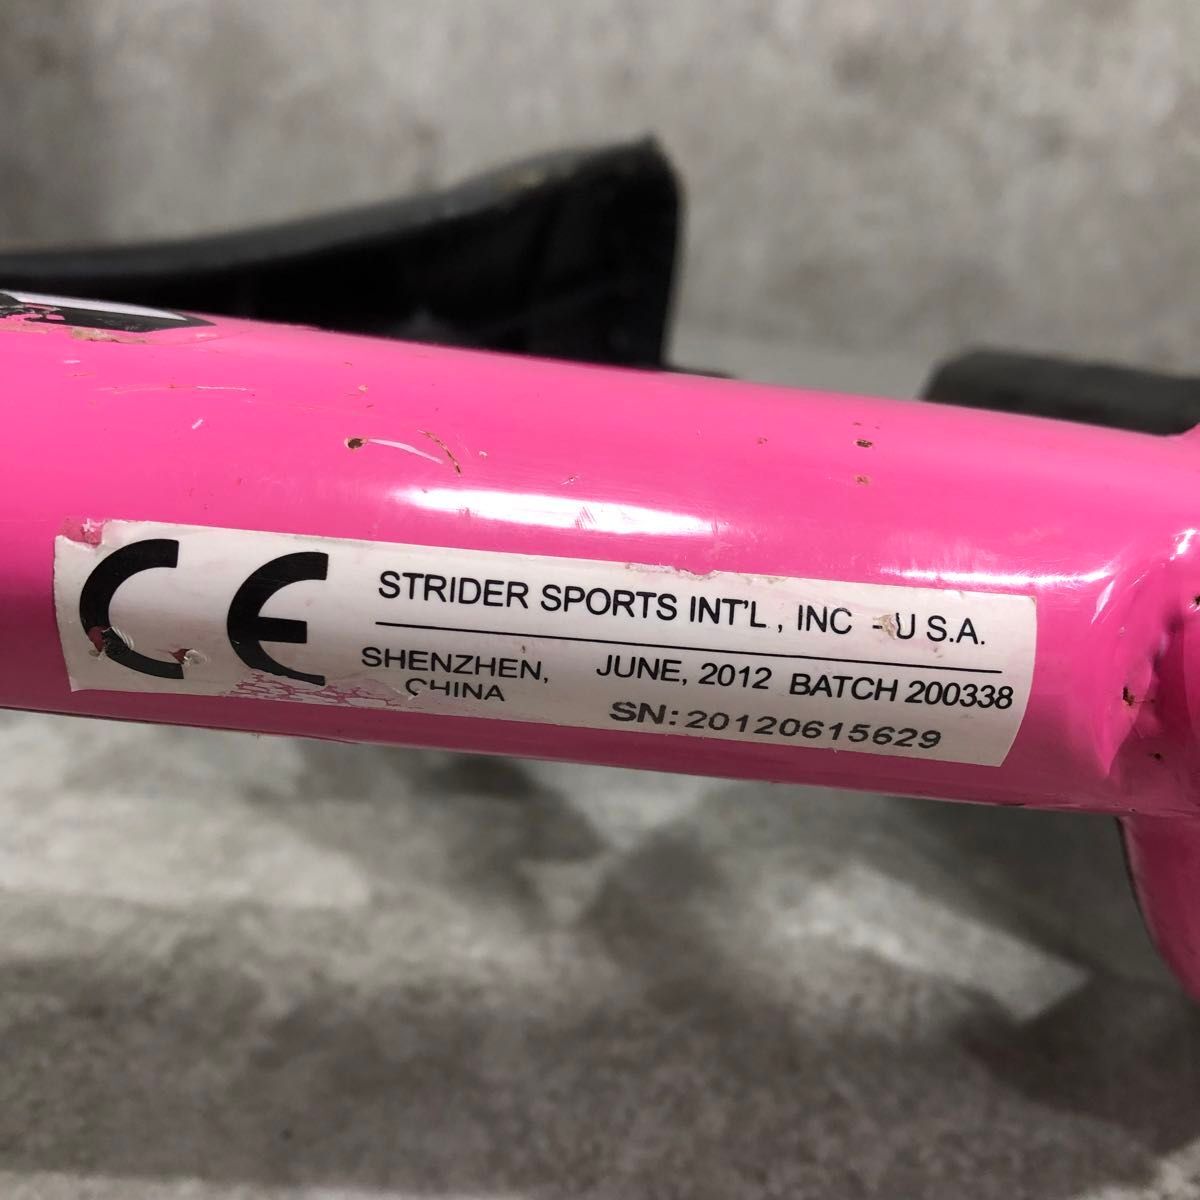 CE
STRIDER SPORTS INT'L , INC - U S.A.
SHENZHEN, CHINA
JUNE, 2012 BATCH 200338
SN: 20120615629